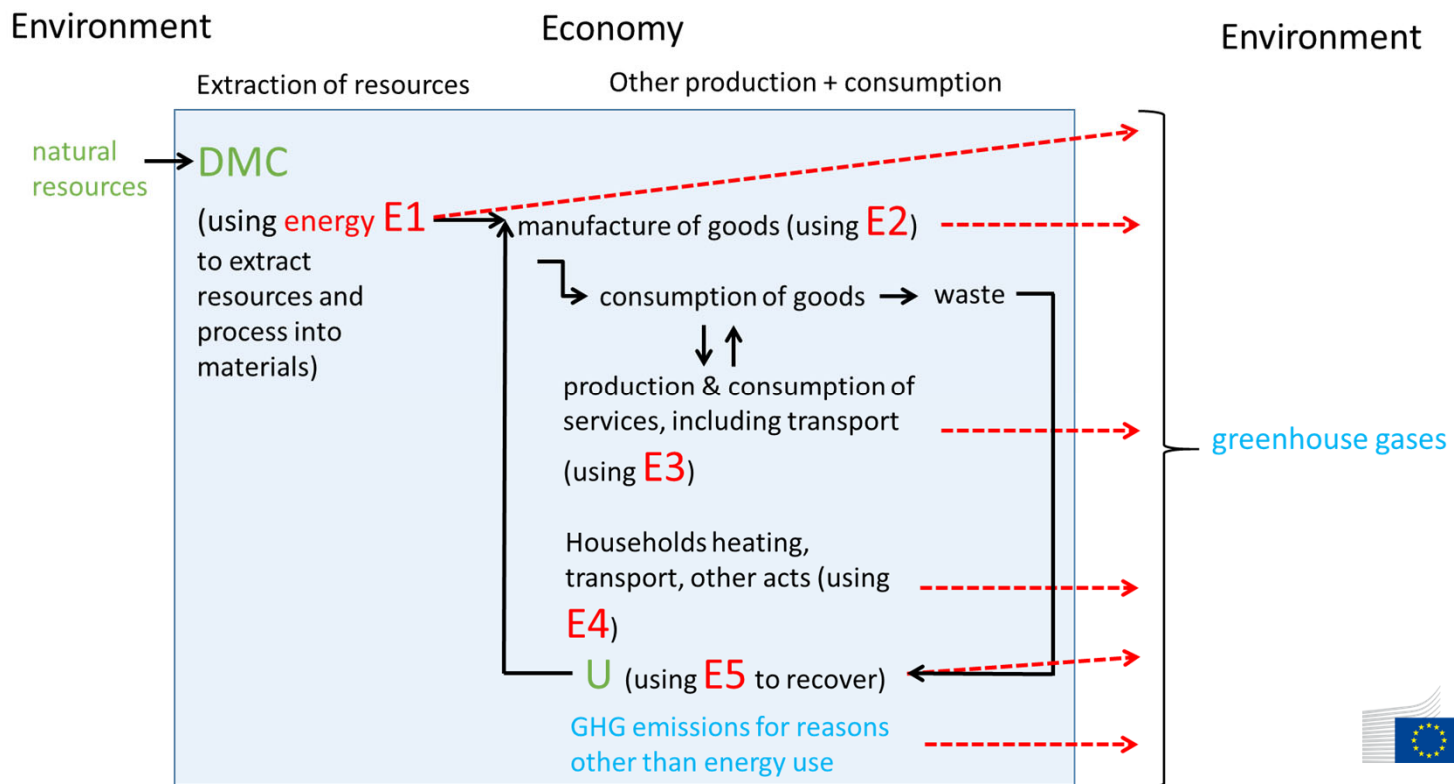 Environment
Economy
Environment
Extraction of resources
Other production + consumption
natural
resources
DMC
(using energy E1
to extract
resources and
process into
materials)
manufacture of goods (using E2)
consumption of goods
waste
production & consumption of
services, including transport
(using E3)
greenhouse gases
Households heating,
transport, other acts (using
E4)
U (using E5 to recover)
GHG emissions for reasons
other than energy use